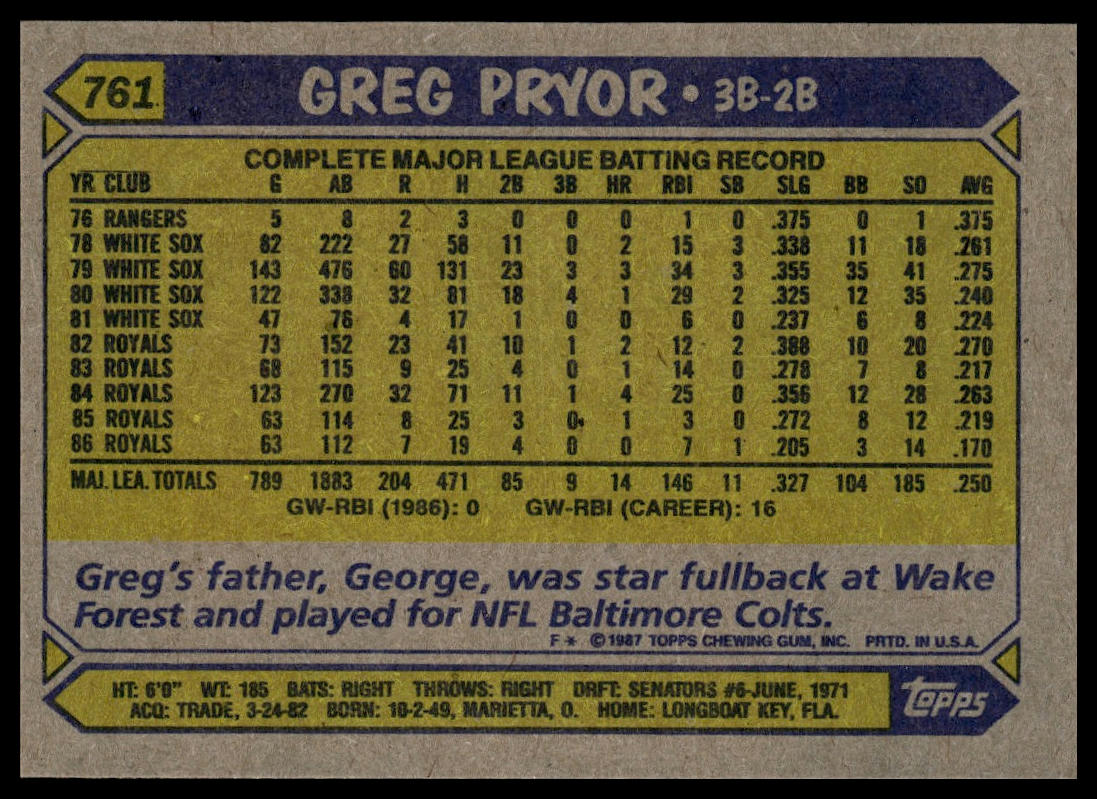 761 GREG PRYOR • 3B-2B
COMPLETE MAJOR LEAGUE BATTING RECORD
YR CLUB G AB R H 2B 3B HR RBI SB SLG BB SO AVG
76 RANGERS 5 8 2 3 0 0 0 1 0 .375 0 1 .375
78 WHITE SOX 82 222 27 58 11 0 2 15 3 .338 11 18 .261
79 WHITE SOX 143 476 60 131 23 3 3 34 3 .355 35 41 .275
80 WHITE SOX 122 338 32 81 18 4 1 29 2 .325 12 35 .240
81 WHITE SOX 47 76 4 17 1 0 0 6 0 .237 6 8 .224
82 ROYALS 73 152 23 41 10 1 2 12 2 .388 10 20 .270
83 ROYALS 68 115 9 25 4 0 1 14 0 .278 7 8 .217
84 ROYALS 123 270 32 71 11 1 4 25 0 .356 12 28 .263
85 ROYALS 63 114 8 25 3 0 1 3 0 .272 8 12 .219
86 ROYALS 63 112 7 19 4 0 0 7 1 .205 3 14 .170
MAJ. LEA. TOTALS 789 1883 204 471 85 9 14 146 11 .327 104 185 .250
GW-RBI (1986): 0 GW-RBI (CAREER): 16
Greg's father, George, was star fullback at Wake
Forest and played for NFL Baltimore Colts.
F * © 1987 TOPPS CHEWING GUM, INC. PRTD. IN U.S.A.
HT: 6'0" WT: 185 BATS: RIGHT THROWS: RIGHT DRFT: SENATORS #6-JUNE, 1971
ACQ: TRADE, 3-24-82 BORN: 10-2-49, MARIETTA, O. HOME: LONGBOAT KEY, FLA.
TOPPS